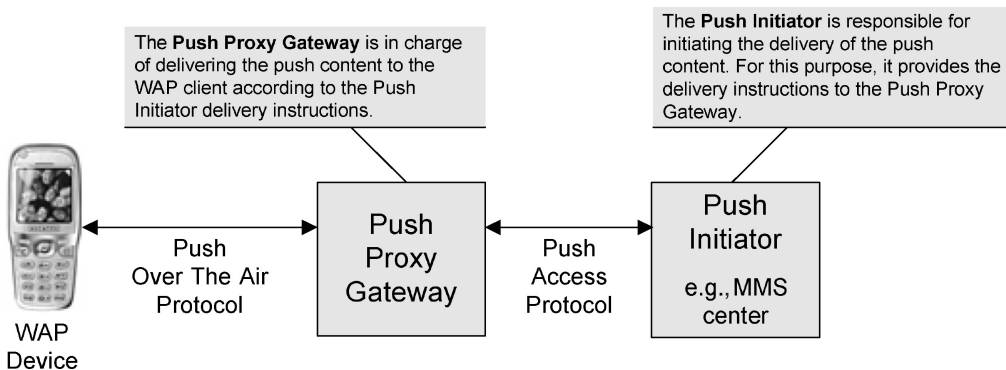 The Push Proxy Gateway is in charge
of delivering the push content to the
WAP client according to the Push
Initiator delivery instructions.
The Push Initiator is responsible for
initiating the delivery of the push
content. For this purpose, it provides the
delivery instructions to the Push Proxy
Gateway.
WAP
Device
Push
Over The Air
Protocol
Push
Proxy
Gateway
Push
Access
Protocol
Push
Initiator
e.g., MMS
center